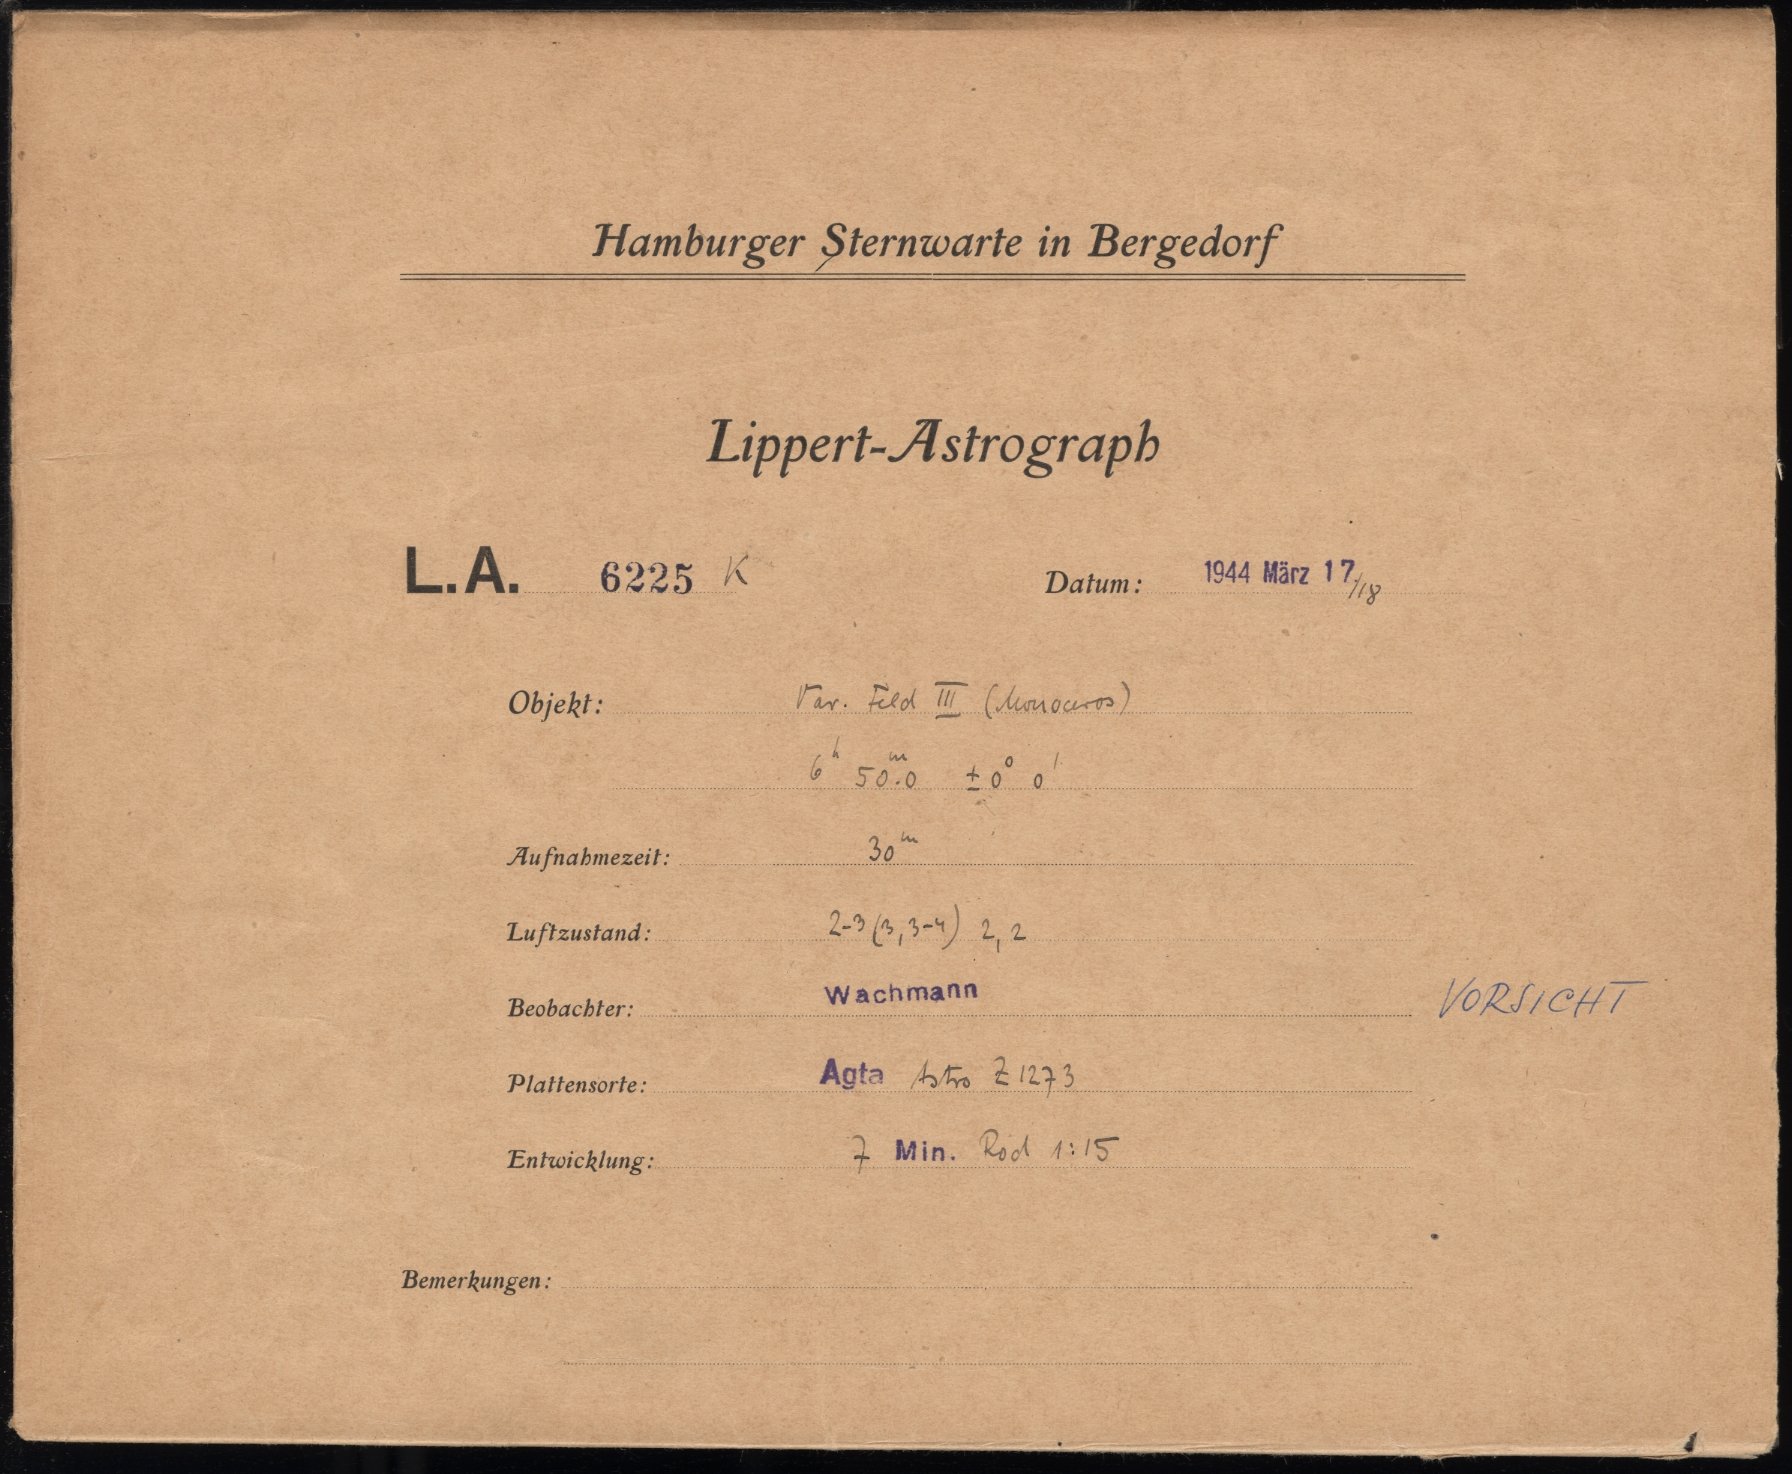 Hamburger Sternwarte in Bergedorf
Lippert-Astrograph
L.A. 6225 K Datum: 1944 März 17/18
Objekt: Var. Feld III (Monoceros)
6h 50m.0 ±0° 0'
Aufnahmezeit: 30m
Luftzustand: 2-3 (3, 3-4) 2, 2
Beobachter: Wachmann VORSICHT
Plattensorte: Agfa Astro Z 1273
Entwicklung: 7 Min. Rod 1:15
Bemerkungen: